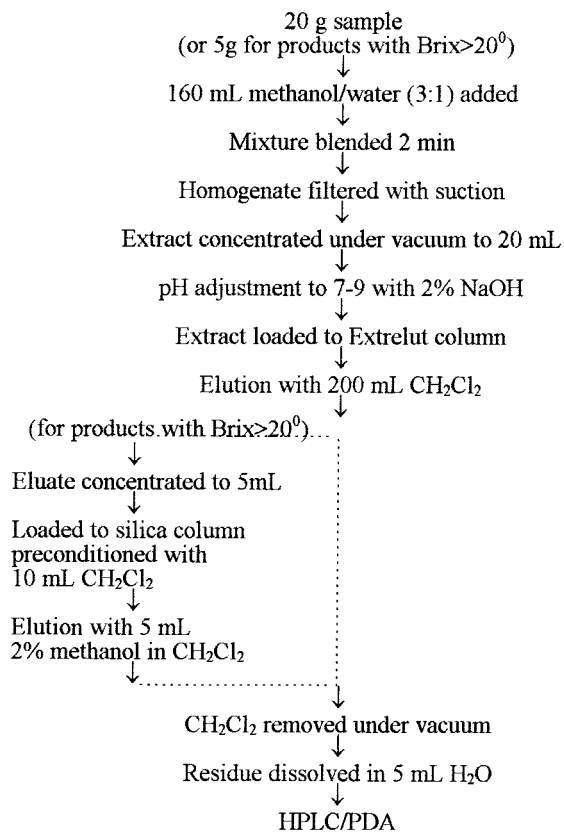 20 g sample
(or 5g for products with Brix>20⁰)
↓
160 mL methanol/water (3:1) added
↓
Mixture blended 2 min
↓
Homogenate filtered with suction
↓
Extract concentrated under vacuum to 20 mL
↓
pH adjustment to 7-9 with 2% NaOH
↓
Extract loaded to Extrelut column
↓
Elution with 200 mL CH₂Cl₂
↓
(for products with Brix>20⁰)
↓
Eluate concentrated to 5mL
↓
Loaded to silica column
preconditioned with
10 mL CH₂Cl₂
↓
Elution with 5 mL
2% methanol in CH₂Cl₂
↓
↓
CH₂Cl₂ removed under vacuum
↓
Residue dissolved in 5 mL H₂O
↓
HPLC/PDA